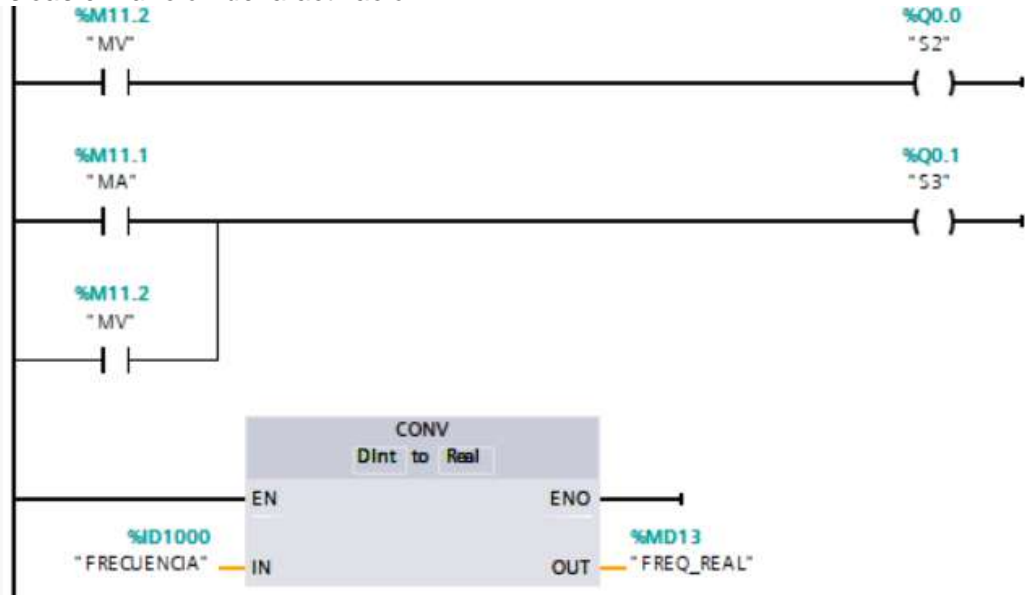 %M11.2 %Q0.0
"MV" "S2"
%M11.1 %Q0.1
"MA" "S3"
%M11.2
"MV"
CONV
DInt to Real
EN ENO
%ID1000 %MD13
"FRECUENCIA" IN OUT "FREQ_REAL"